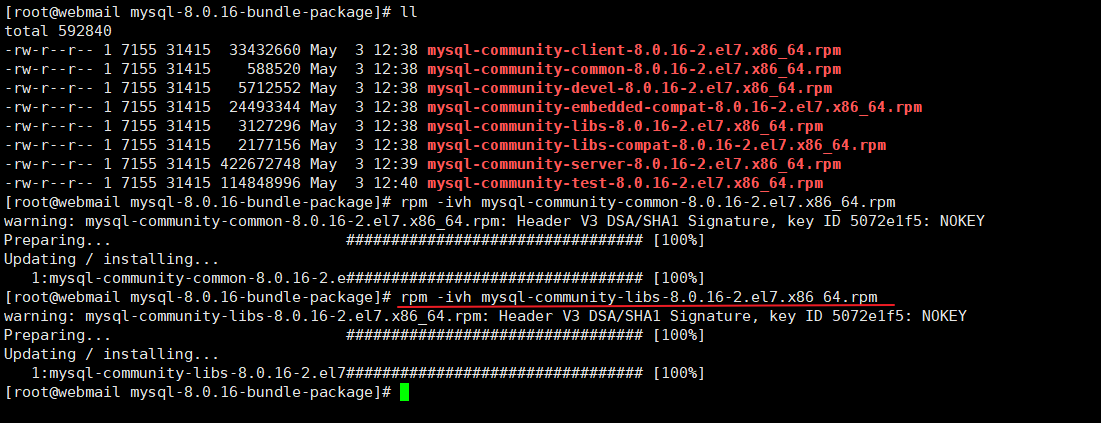 [root@webmail mysql-8.0.16-bundle-package]# ll
total 592840
-rw-r--r-- 1 7155 31415  33432660 May  3 12:38 mysql-community-client-8.0.16-2.el7.x86_64.rpm
-rw-r--r-- 1 7155 31415    588520 May  3 12:38 mysql-community-common-8.0.16-2.el7.x86_64.rpm
-rw-r--r-- 1 7155 31415   5712552 May  3 12:38 mysql-community-devel-8.0.16-2.el7.x86_64.rpm
-rw-r--r-- 1 7155 31415  24493344 May  3 12:38 mysql-community-embedded-compat-8.0.16-2.el7.x86_64.rpm
-rw-r--r-- 1 7155 31415   3127296 May  3 12:38 mysql-community-libs-8.0.16-2.el7.x86_64.rpm
-rw-r--r-- 1 7155 31415   2177156 May  3 12:38 mysql-community-libs-compat-8.0.16-2.el7.x86_64.rpm
-rw-r--r-- 1 7155 31415 422672748 May  3 12:39 mysql-community-server-8.0.16-2.el7.x86_64.rpm
-rw-r--r-- 1 7155 31415 114848996 May  3 12:40 mysql-community-test-8.0.16-2.el7.x86_64.rpm
[root@webmail mysql-8.0.16-bundle-package]# rpm -ivh mysql-community-common-8.0.16-2.el7.x86_64.rpm
warning: mysql-community-common-8.0.16-2.el7.x86_64.rpm: Header V3 DSA/SHA1 Signature, key ID 5072e1f5: NOKEY
Preparing...                          ################################# [100%]
Updating / installing...
   1:mysql-community-common-8.0.16-2.e################################# [100%]
[root@webmail mysql-8.0.16-bundle-package]# rpm -ivh mysql-community-libs-8.0.16-2.el7.x86_64.rpm
warning: mysql-community-libs-8.0.16-2.el7.x86_64.rpm: Header V3 DSA/SHA1 Signature, key ID 5072e1f5: NOKEY
Preparing...                          ################################# [100%]
Updating / installing...
   1:mysql-community-libs-8.0.16-2.el7################################# [100%]
[root@webmail mysql-8.0.16-bundle-package]#